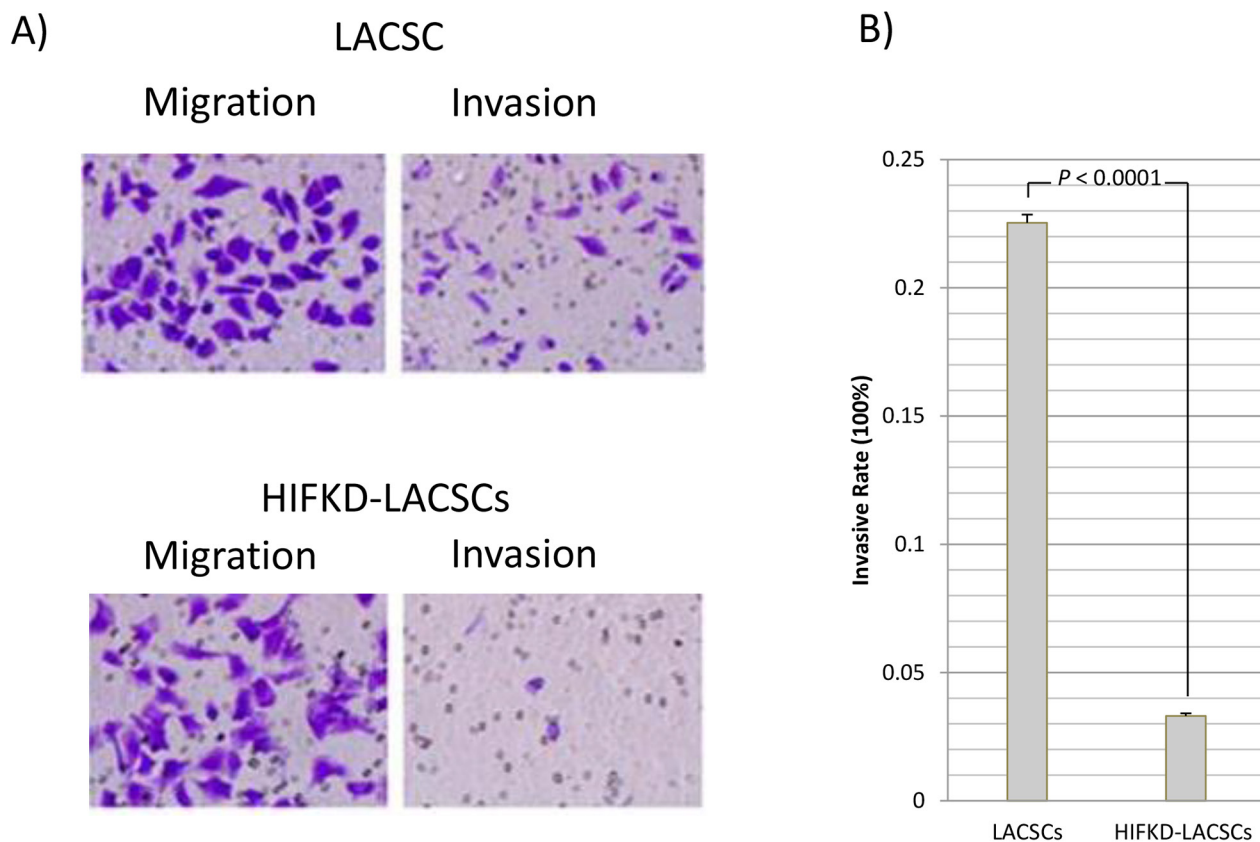 A)
LACSC
Migration Invasion
HIFKD-LACSCs
Migration Invasion
B)
0.25
P < 0.0001
0.2
0.15
0.1
0.05
0
Invasive Rate (100%)
LACSCs HIFKD-LACSCs